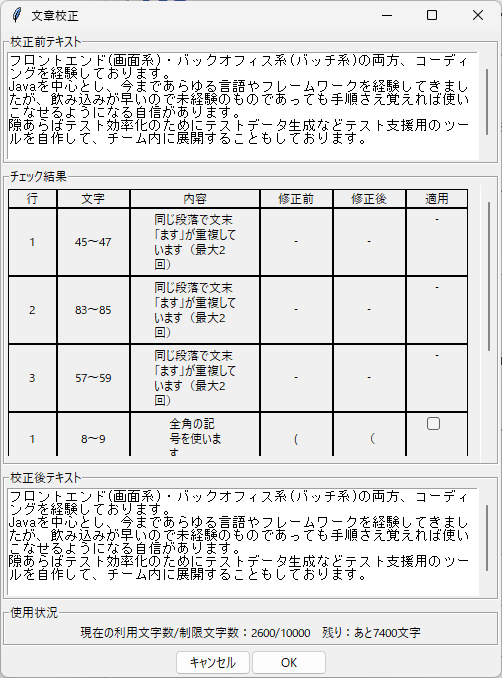 文章校正
校正前テキスト
フロントエンド(画面系)・バックオフィス系(バッチ系)の両方、コーディ
ングを経験しております。
Javaを中心とし、今まであらゆる言語やフレームワークを経験してきまし
たが、飲み込みが早いので未経験のものであっても手順さえ覚えれば使い
こなせるようになる自信があります。
隙あらばテスト効率化のためにテストデータ生成などテスト支援用のツー
ルを自作して、チーム内に展開することもしております。
チェック結果
行 文字 内容 修正前 修正後 適用
1 45～47 同じ段落で文末 - - -
「ます」が重複して
います（最大2
回）
2 83～85 同じ段落で文末 - - -
「ます」が重複して
います（最大2
回）
3 57～59 同じ段落で文末 - - -
「ます」が重複して
います（最大2
回）
1 8～9 全角の記 ( （
号を使いま
す
校正後テキスト
フロントエンド(画面系)・バックオフィス系(バッチ系)の両方、コーディ
ングを経験しております。
Javaを中心とし、今まであらゆる言語やフレームワークを経験してきまし
たが、飲み込みが早いので未経験のものであっても手順さえ覚えれば使い
こなせるようになる自信があります。
隙あらばテスト効率化のためにテストデータ生成などテスト支援用のツー
ルを自作して、チーム内に展開することもしております。
使用状況
現在の利用文字数/制限文字数：2600/10000　残り：あと7400文字
キャンセル OK